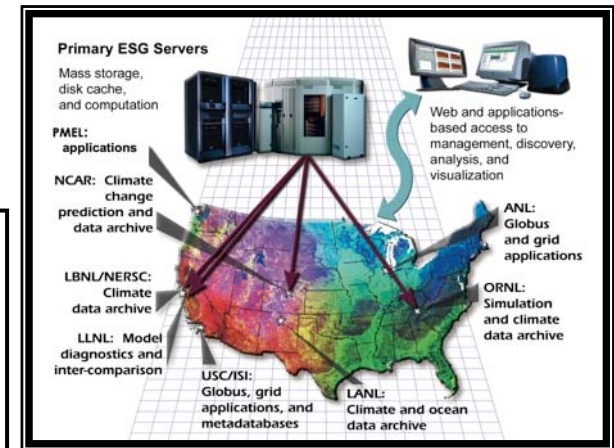 Primary ESG Servers
Mass storage,
disk cache,
and computation
PMEL:
applications
NCAR: Climate
change
prediction and
data archive
LBNL/NERSC:
Climate
data archive
LLNL: Model
diagnostics and
inter-comparison
USC/ISI:
Globus, grid
applications, and
metadatabases
LANL:
Climate and ocean
data archive
Web and applications-
based access to
management, discovery,
analysis, and
visualization
ANL:
Globus
and grid
applications
ORNL:
Simulation
and climate
data archive